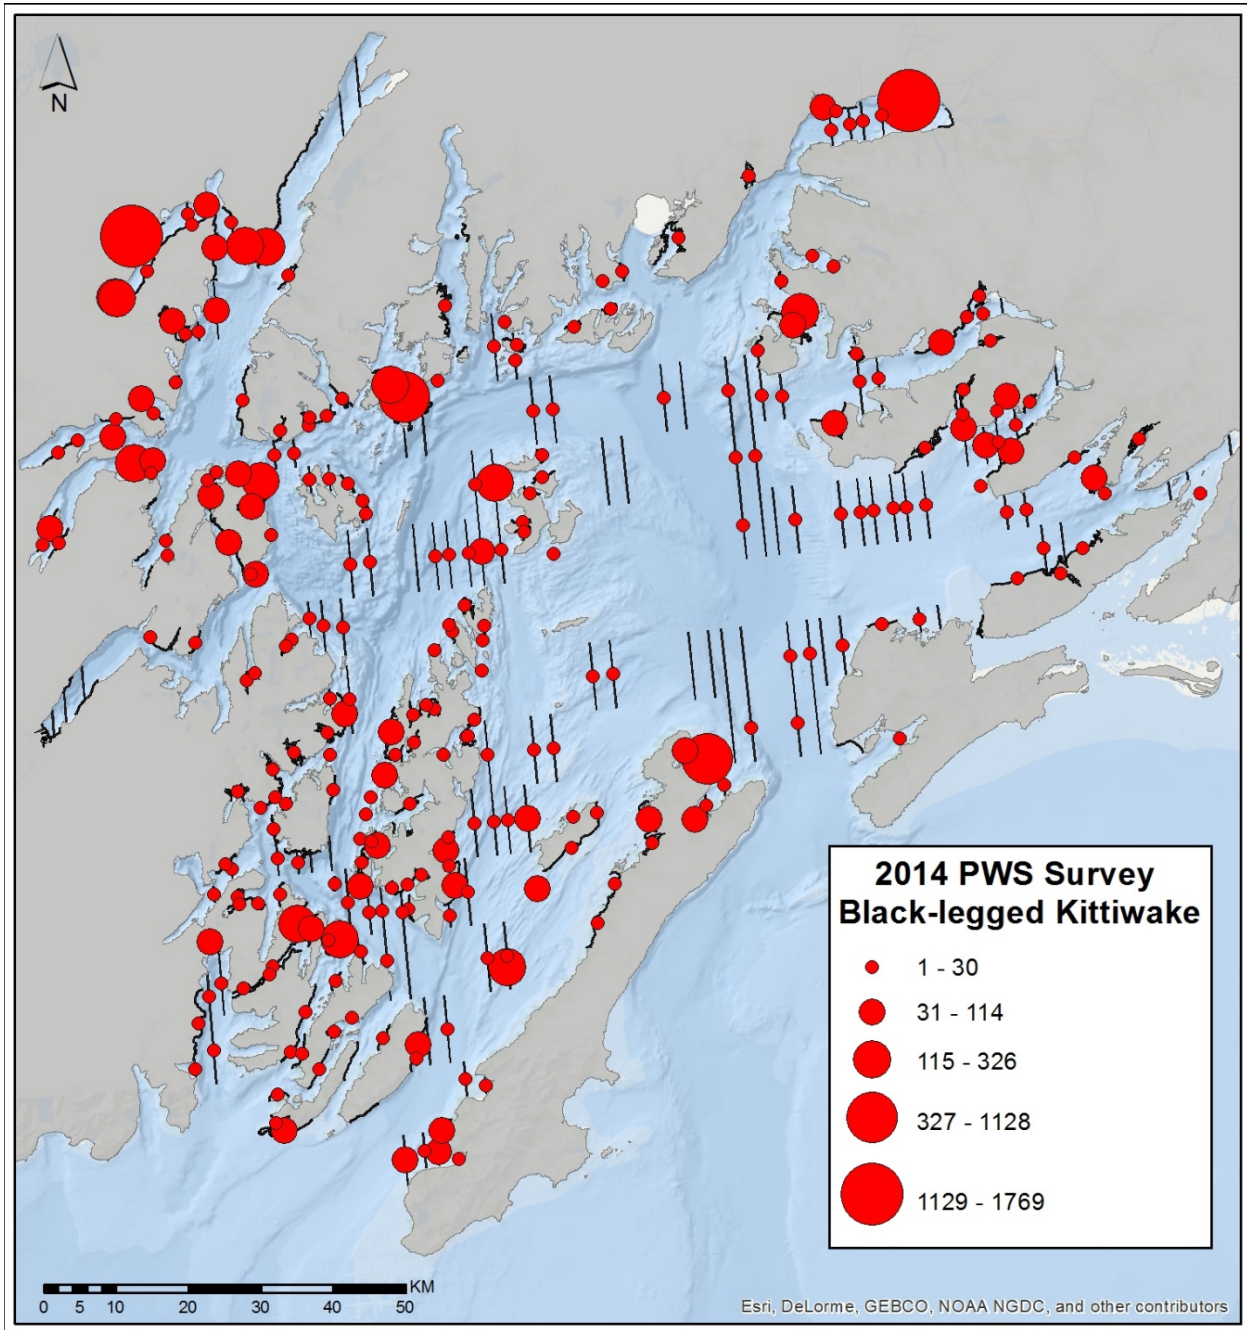 N
2014 PWS Survey
Black-legged Kittiwake
1 - 30
31 - 114
115 - 326
327 - 1128
1129 - 1769
KM
0 5 10 20 30 40 50
Esri, DeLorme, GEBCO, NOAA NGDC, and other contributors